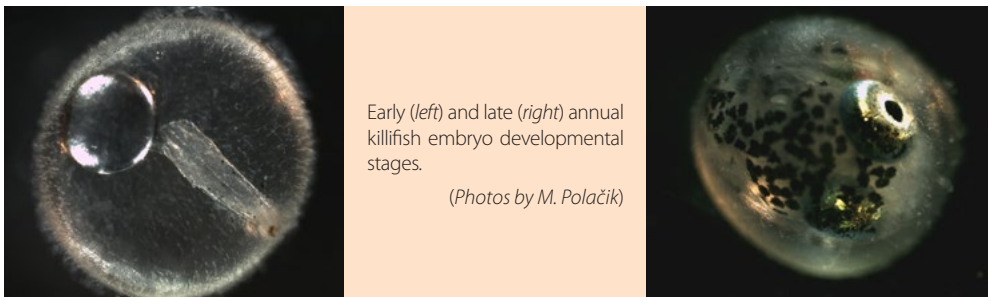 Early (left) and late (right) annual
killifish embryo developmental
stages.
(Photos by M. Polačik)